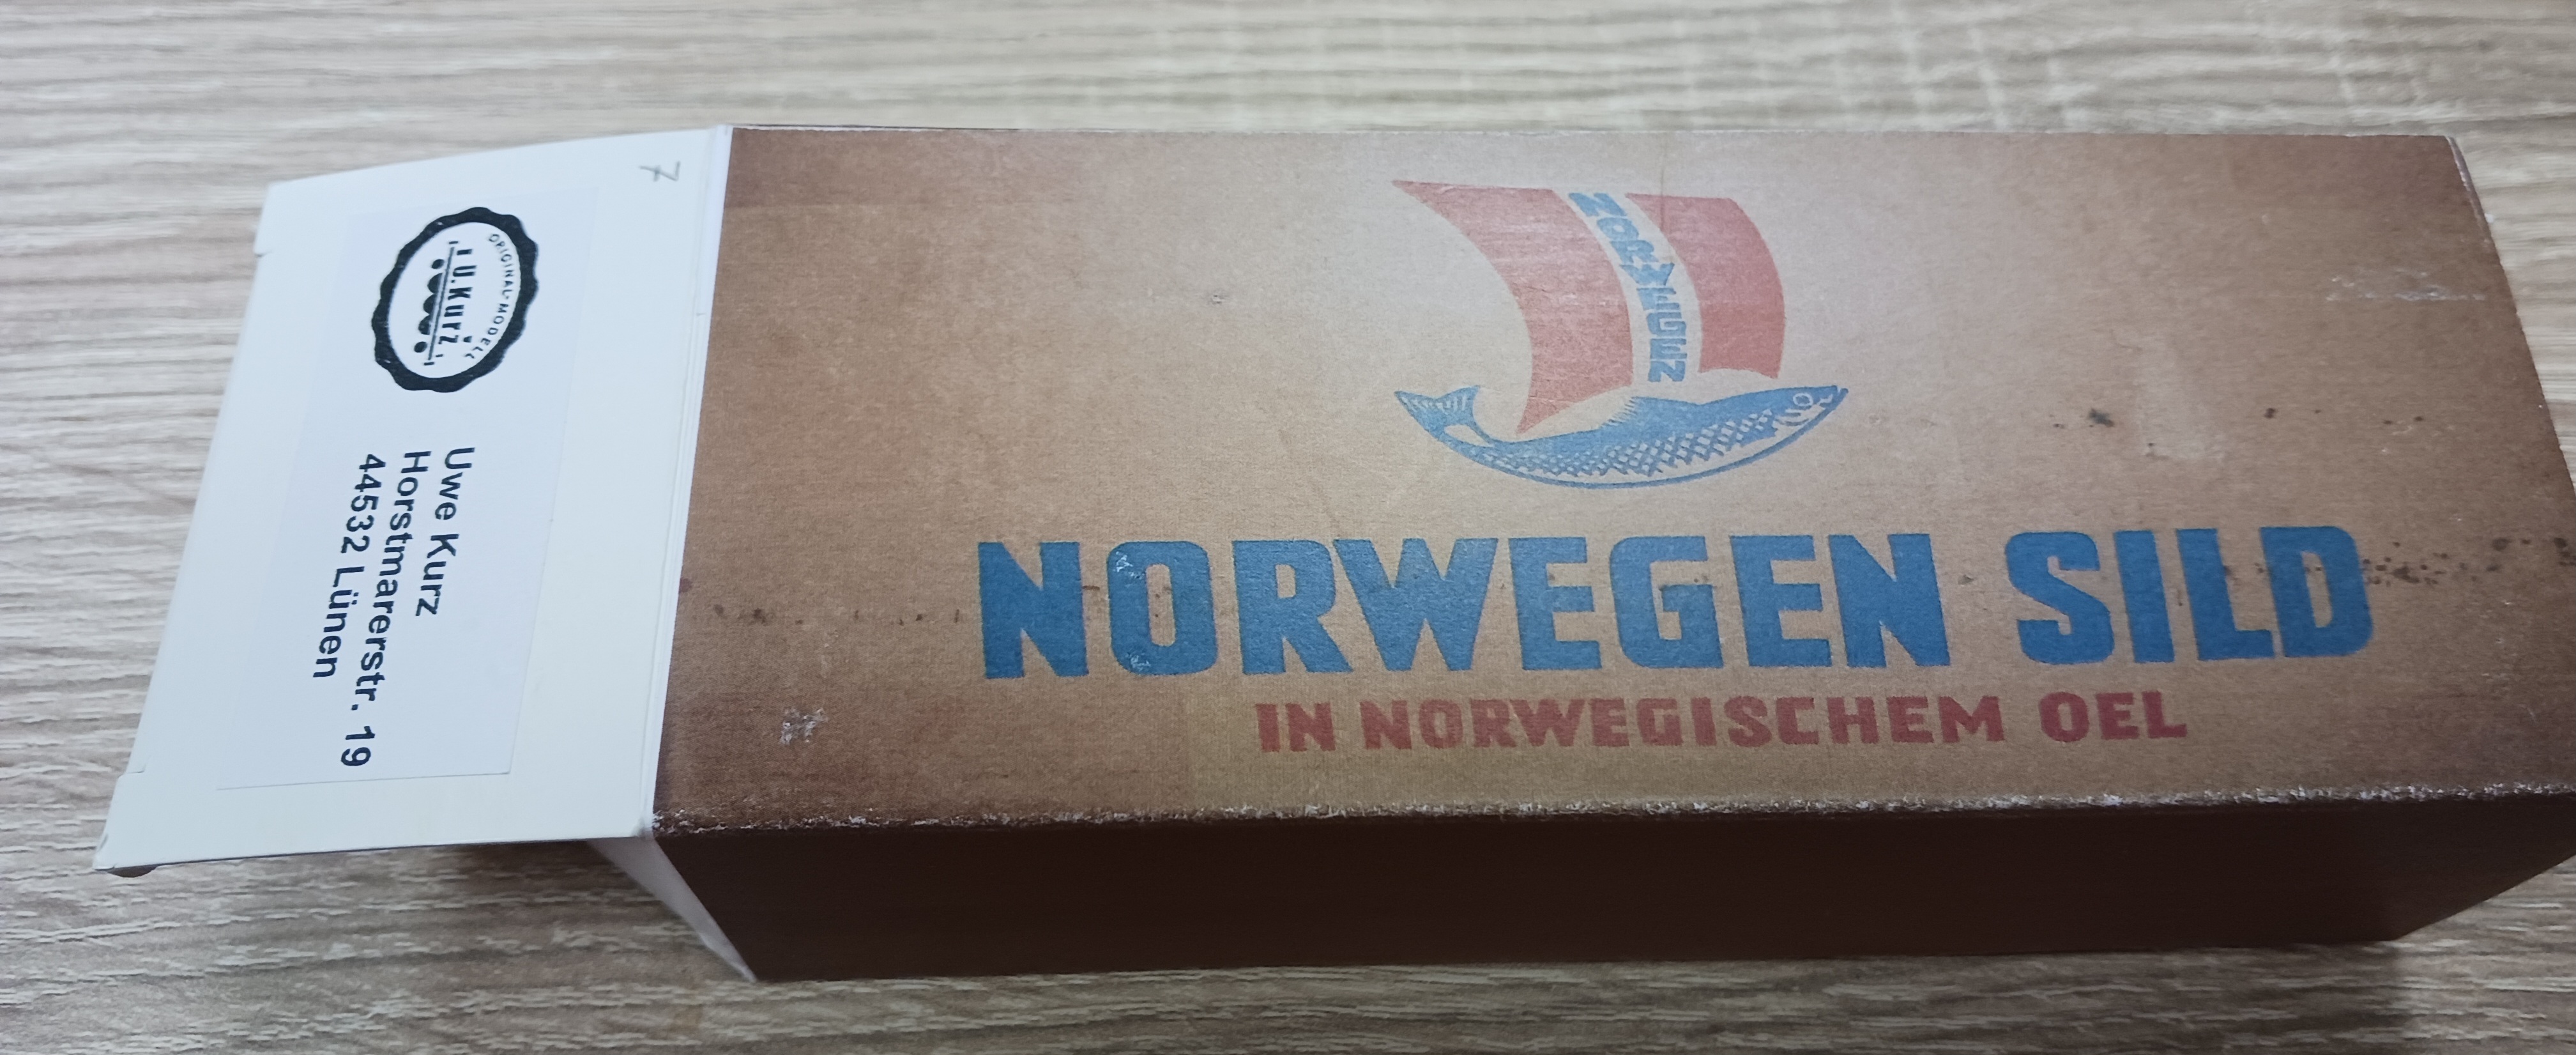 7
ORIGINAL-MODELL
U.Kurz
Uwe Kurz
Horstmarerstr. 19
44532 Lünen
NORWEGEN
NORWEGEN SILD
IN NORWEGISCHEM OEL